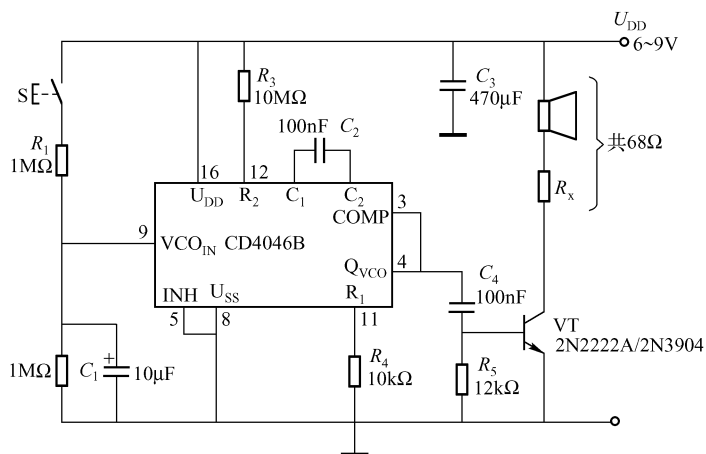 U_DD
6~9V
S
R_3
10MΩ
C_3
470μF
100nF C_2
共68Ω
R_1
1MΩ
R_x
16 12
U_DD R_2 C_1 C_2
COMP 3
9 VCO_IN CD4046B
Q_VCO 4
C_4
100nF
INH U_SS R_1
5 8 11
VT
2N2222A/2N3904
1MΩ C_1 + 10μF
R_4
10kΩ
R_5
12kΩ